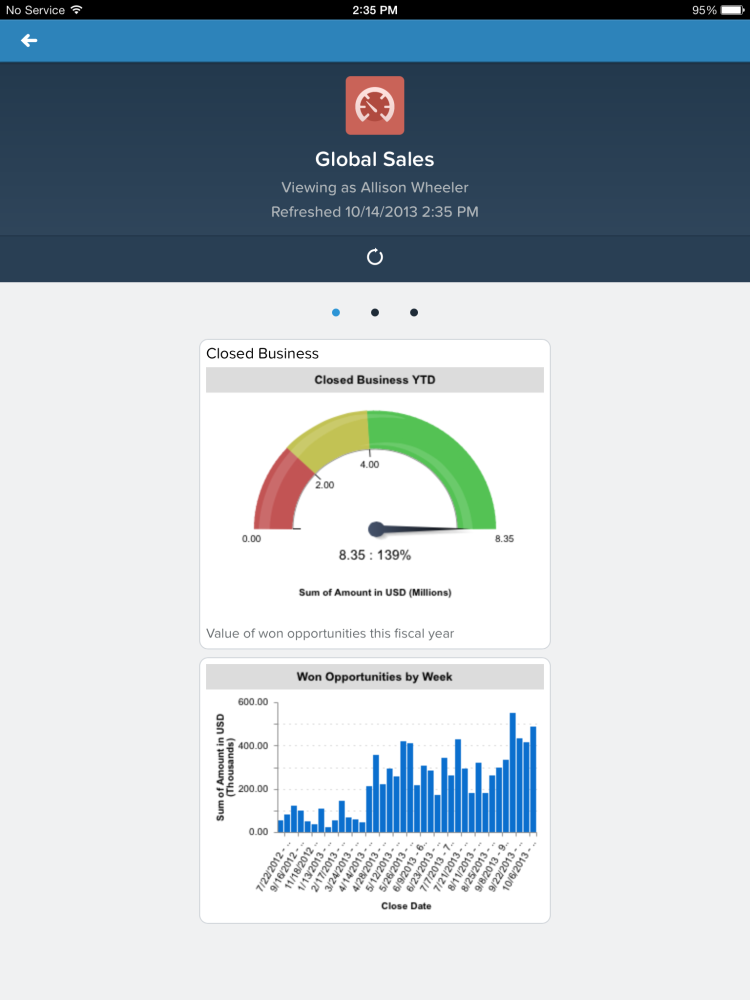 No Service 2:35 PM 95%
Global Sales
Viewing as Allison Wheeler
Refreshed 10/14/2013 2:35 PM
Closed Business
Closed Business YTD
4.00
2.00
0.00 8.35
8.35 : 139%
Sum of Amount in USD (Millions)
Value of won opportunities this fiscal year
Won Opportunities by Week
Sum of Amount in USD
(Thousands)
600.00
400.00
200.00
0.00
7/22/2012 - ..
9/16/2012 - ..
11/18/2012 ..
1/13/2013 - ..
2/17/2013 - ..
3/24/2013 - ..
4/14/2013 - ..
4/28/2013 - ..
5/12/2013 - ..
5/26/2013 - ..
6/9/2013 - 6..
6/23/2013 - ..
7/7/2013 - 7..
7/21/2013 - ..
8/11/2013 - ..
8/25/2013 - ..
9/8/2013 - 9..
9/22/2013 - ..
10/6/2013 - ..
Close Date